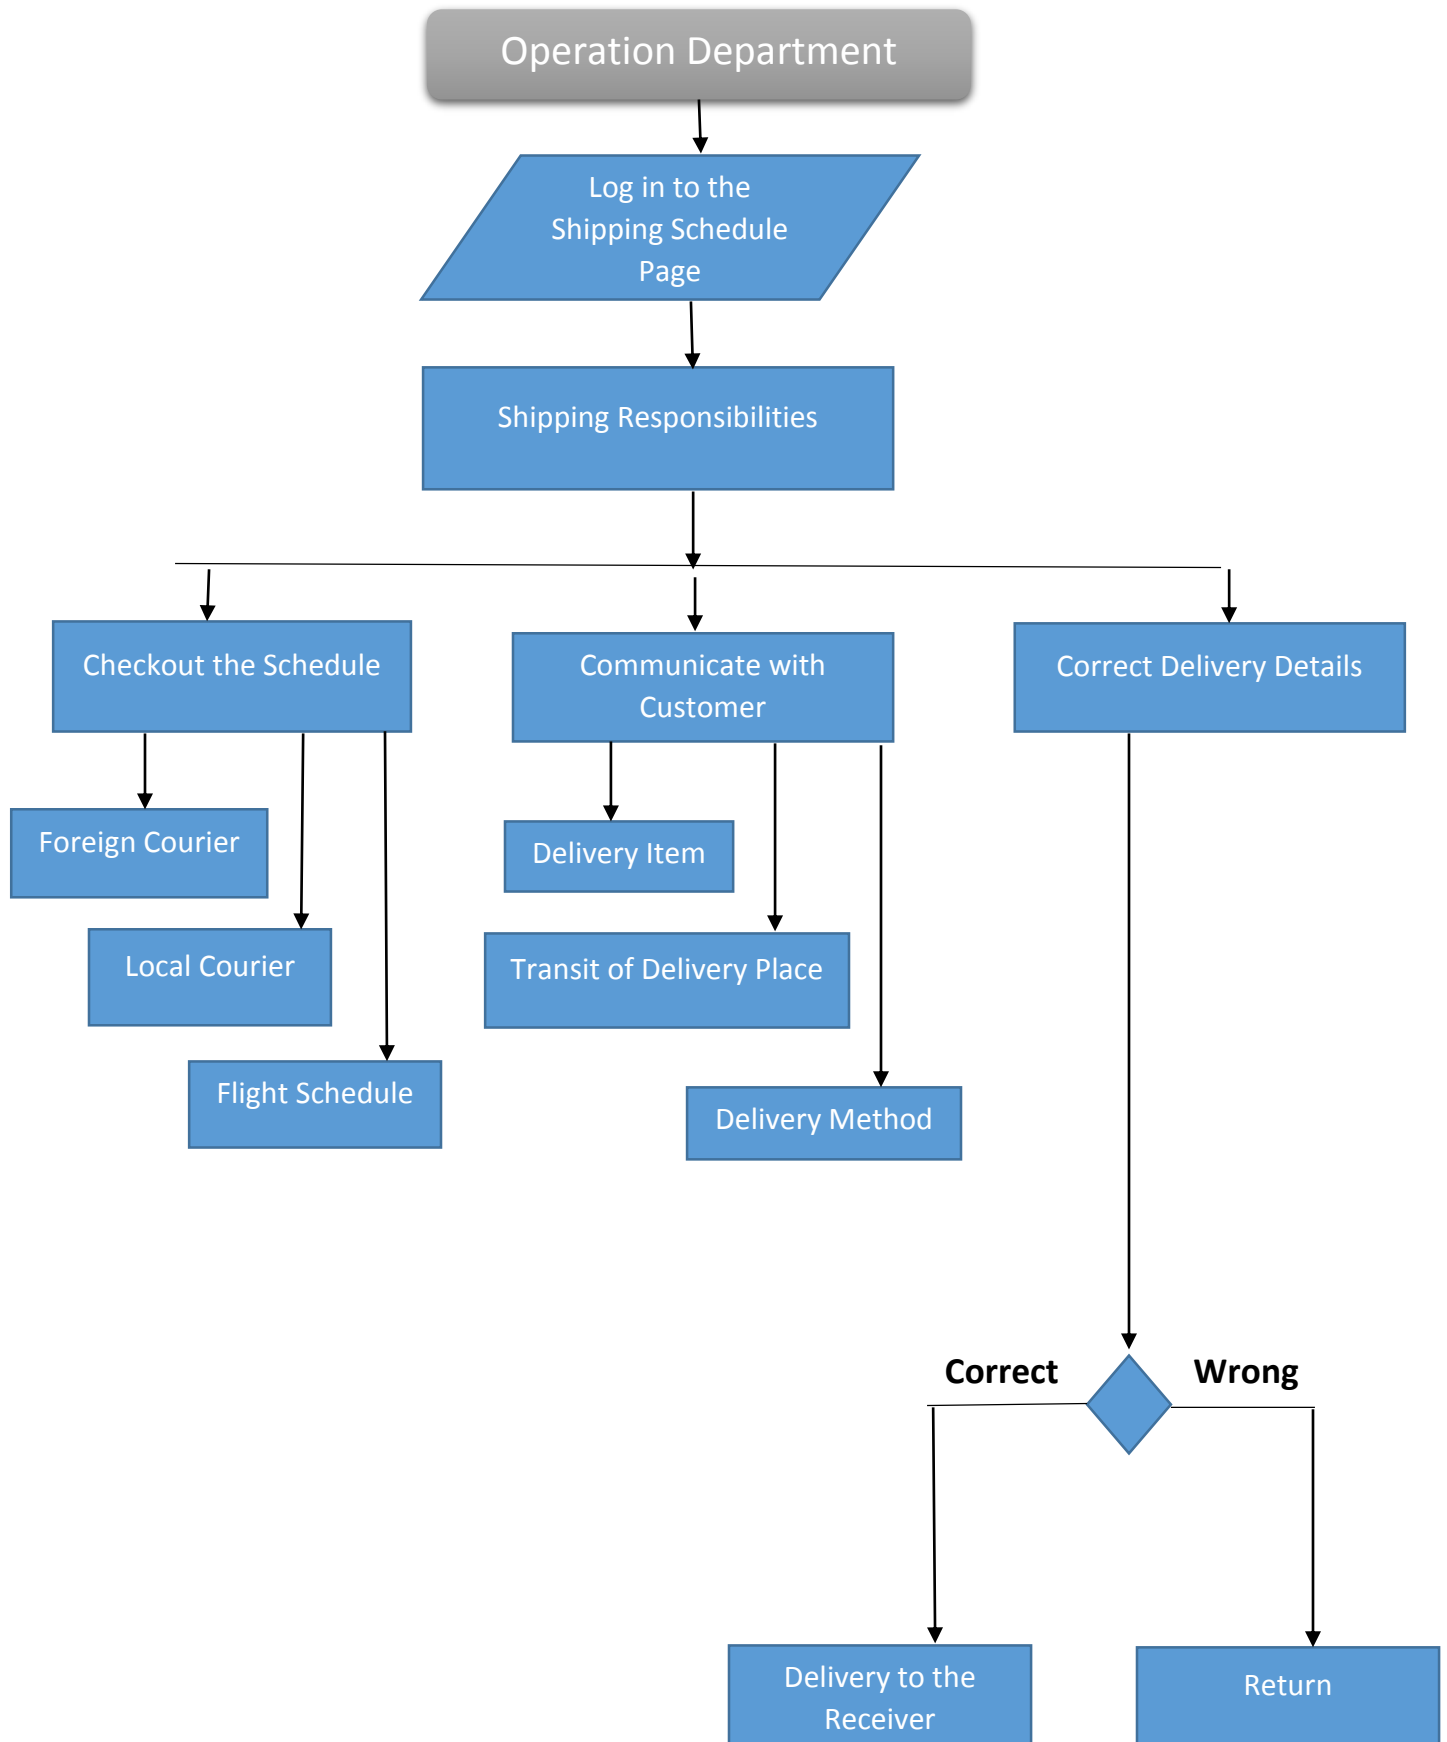 Operation Department
Log in to the
Shipping Schedule
Page
Shipping Responsibilities
Checkout the Schedule
Communicate with
Customer
Correct Delivery Details
Foreign Courier
Delivery Item
Local Courier
Transit of Delivery Place
Flight Schedule
Delivery Method
Correct
Wrong
Delivery to the
Receiver
Return